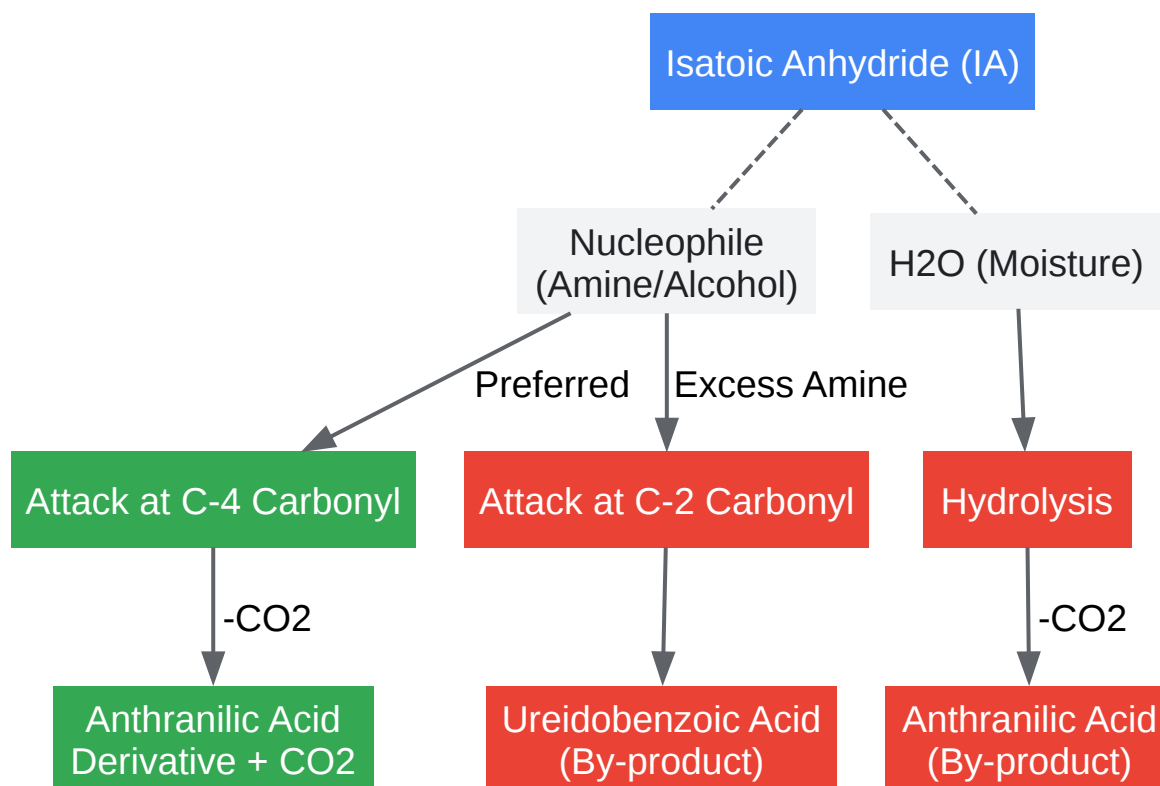 Isatoic Anhydride (IA)
Nucleophile
(Amine/Alcohol)
H2O (Moisture)
Preferred
Excess Amine
Attack at C-4 Carbonyl
Attack at C-2 Carbonyl
Hydrolysis
-CO2
-CO2
Anthranilic Acid
Derivative + CO2
Ureidobenzoic Acid
(By-product)
Anthranilic Acid
(By-product)